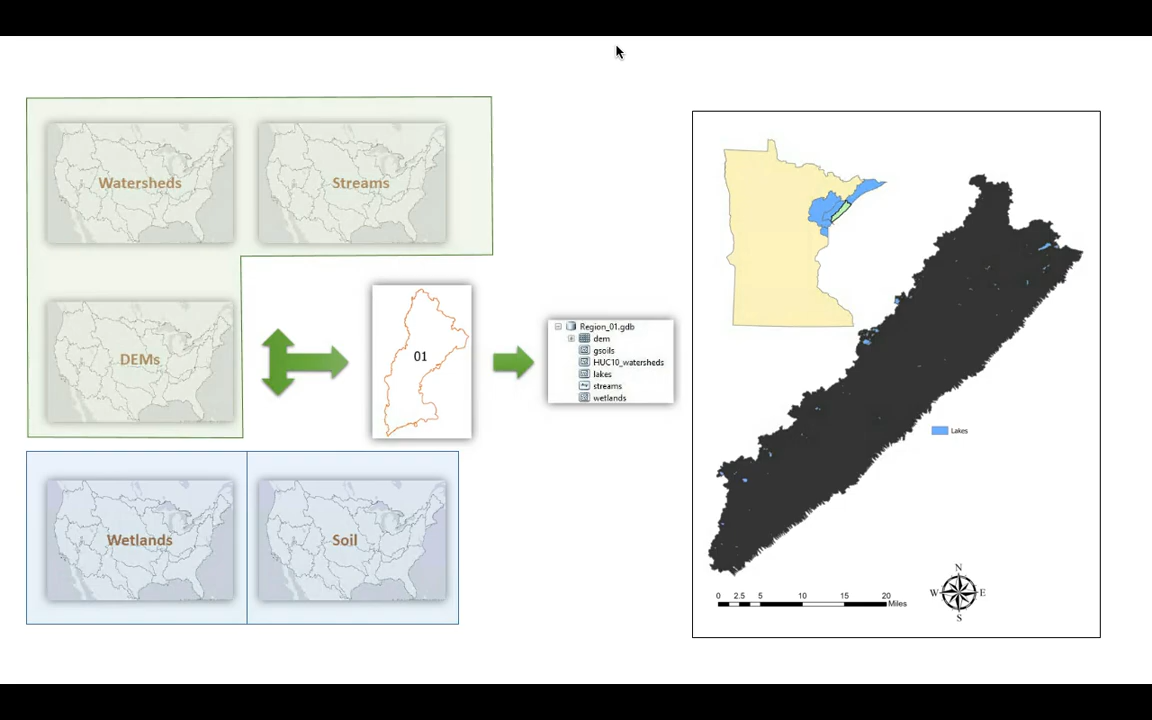 Watersheds
Streams
DEMs
01
Region_01.gdb
dem
gsoils
HUC10_watersheds
lakes
streams
wetlands
Wetlands
Soil
Lakes
0 2.5 5 10 15 20
Miles
N
W E
S